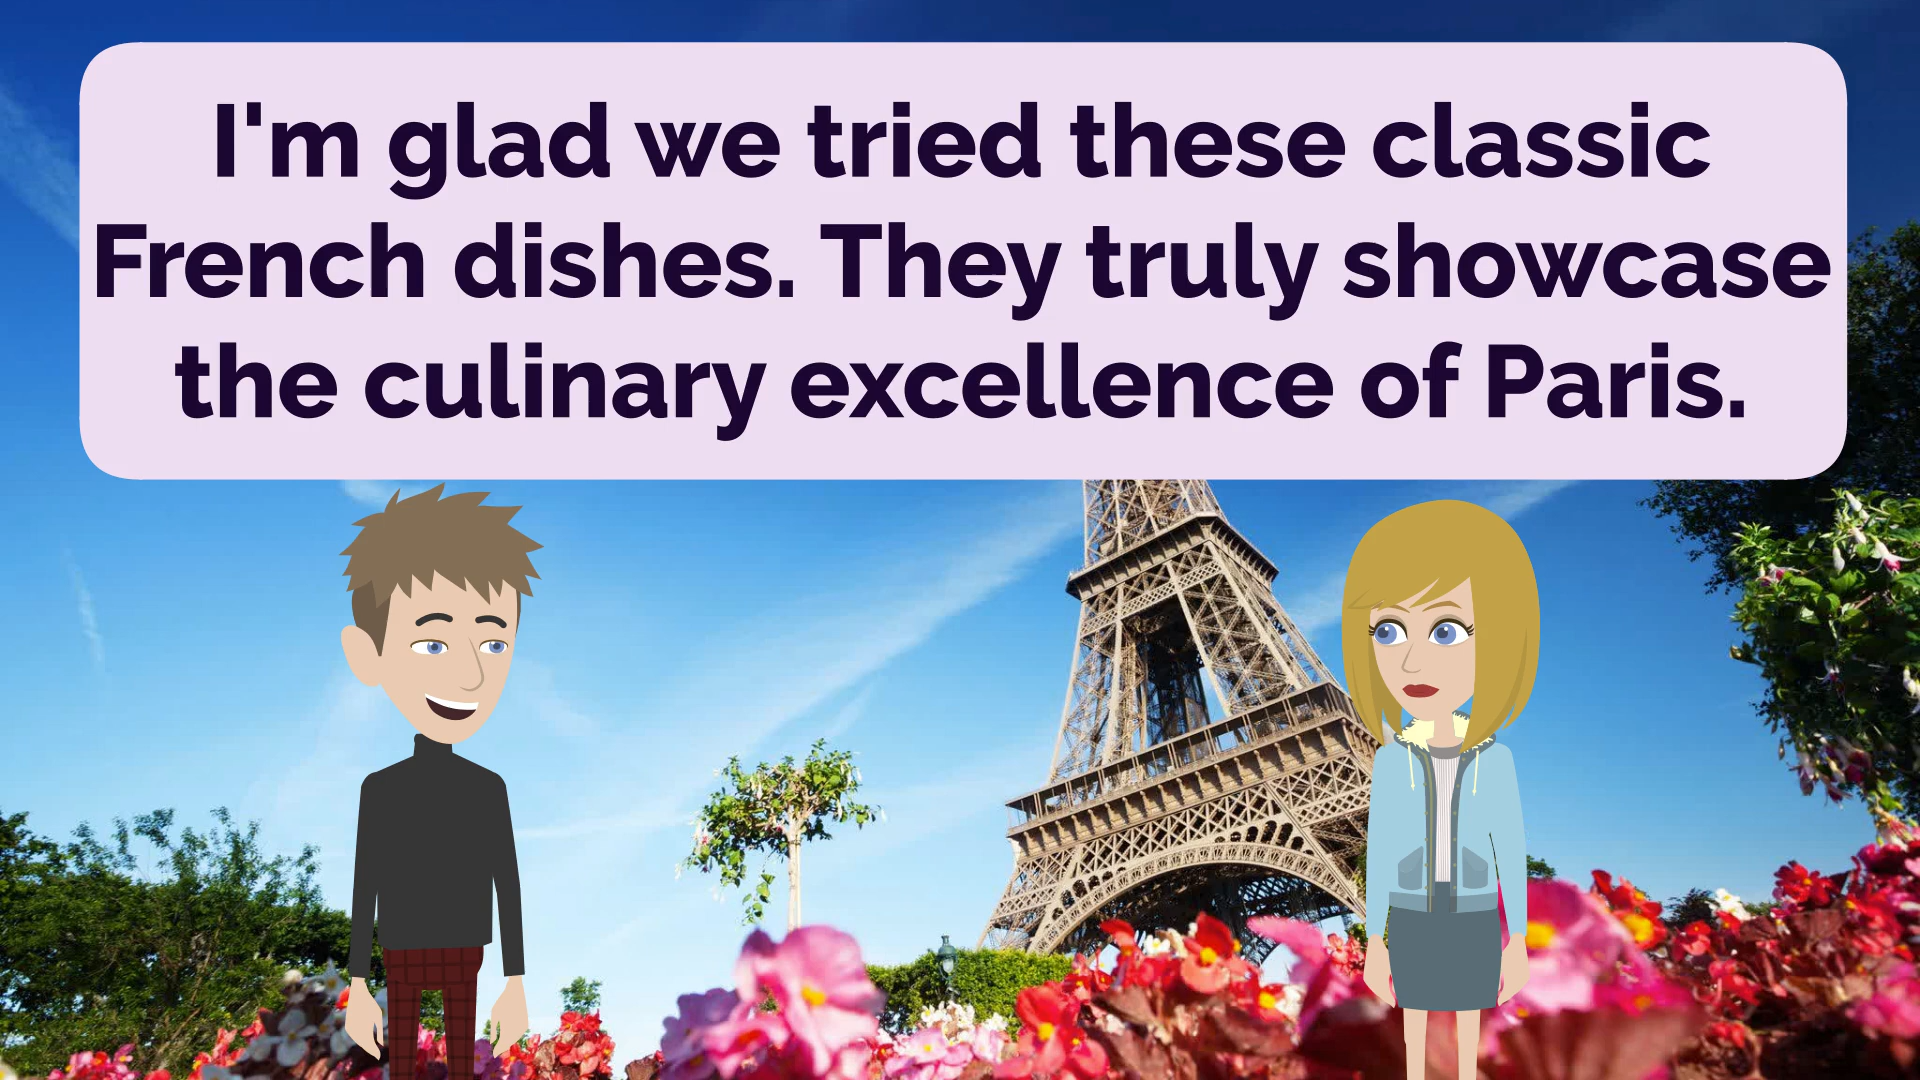 I'm glad we tried these classic
French dishes. They truly showcase
the culinary excellence of Paris.